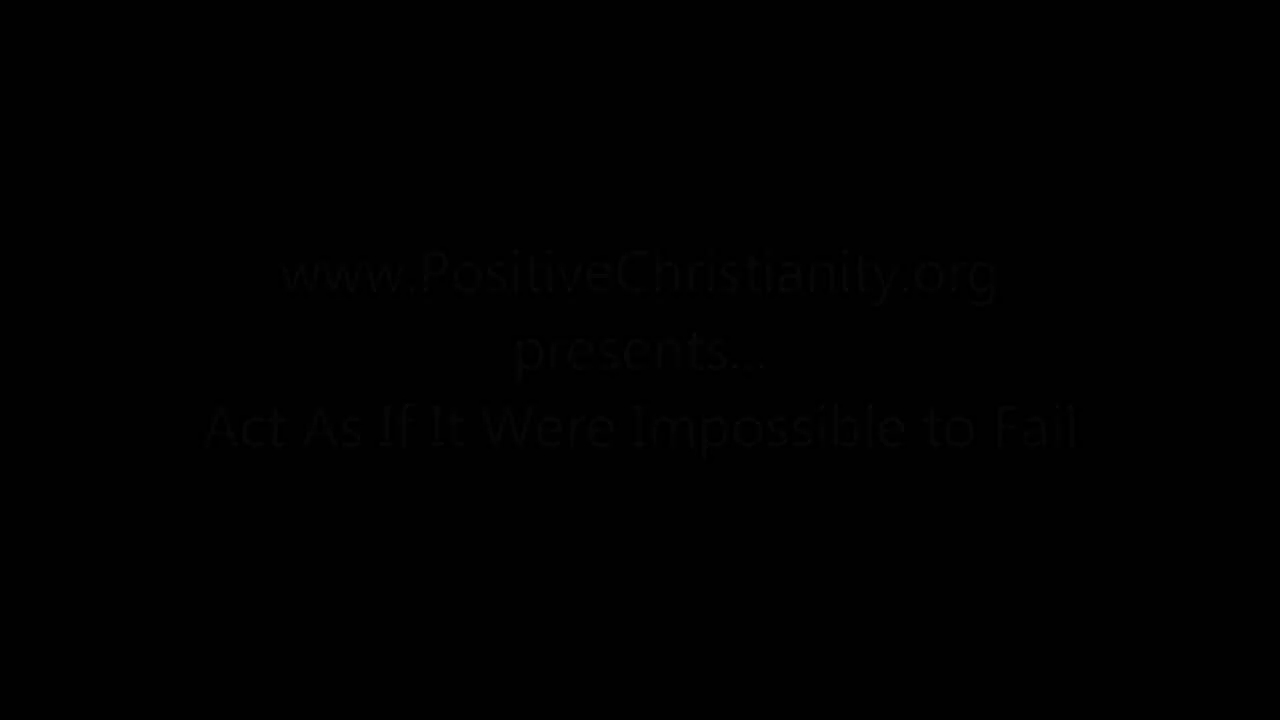 www.PositiveChristianity.org
presents...
Act As If It Were Impossible to Fail